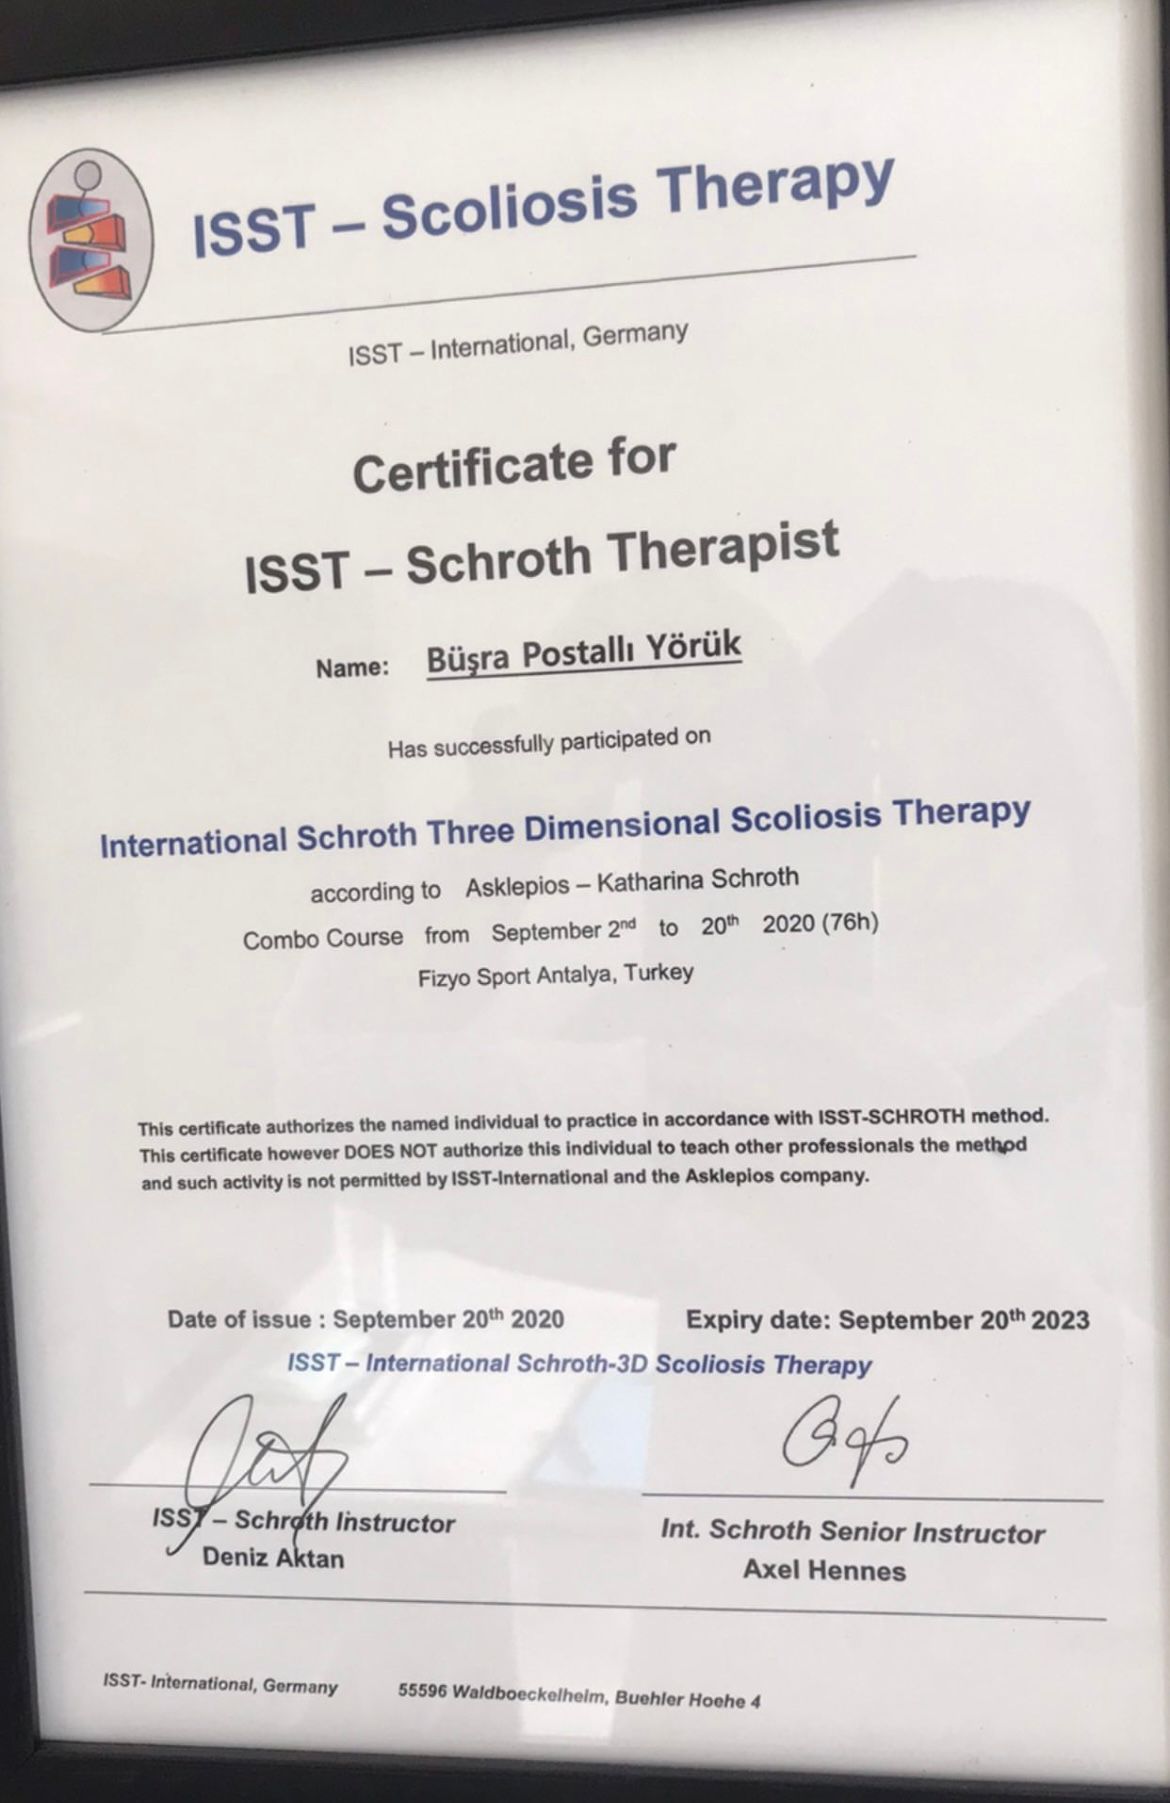 ISST – Scoliosis Therapy
ISST – International, Germany
Certificate for
ISST – Schroth Therapist
Name: Büşra Postallı Yörük
Has successfully participated on
International Schroth Three Dimensional Scoliosis Therapy
according to Asklepios – Katharina Schroth
Combo Course from September 2nd to 20th 2020 (76h)
Fizyo Sport Antalya, Turkey
This certificate authorizes the named individual to practice in accordance with ISST-SCHROTH method.
This certificate however DOES NOT authorize this individual to teach other professionals the method
and such activity is not permitted by ISST-International and the Asklepios company.
Date of issue : September 20th 2020 Expiry date: September 20th 2023
ISST – International Schroth-3D Scoliosis Therapy
ISST – Schroth Instructor Int. Schroth Senior Instructor
Deniz Aktan Axel Hennes
ISST- International, Germany 55596 Waldboeckelheim, Buehler Hoehe 4